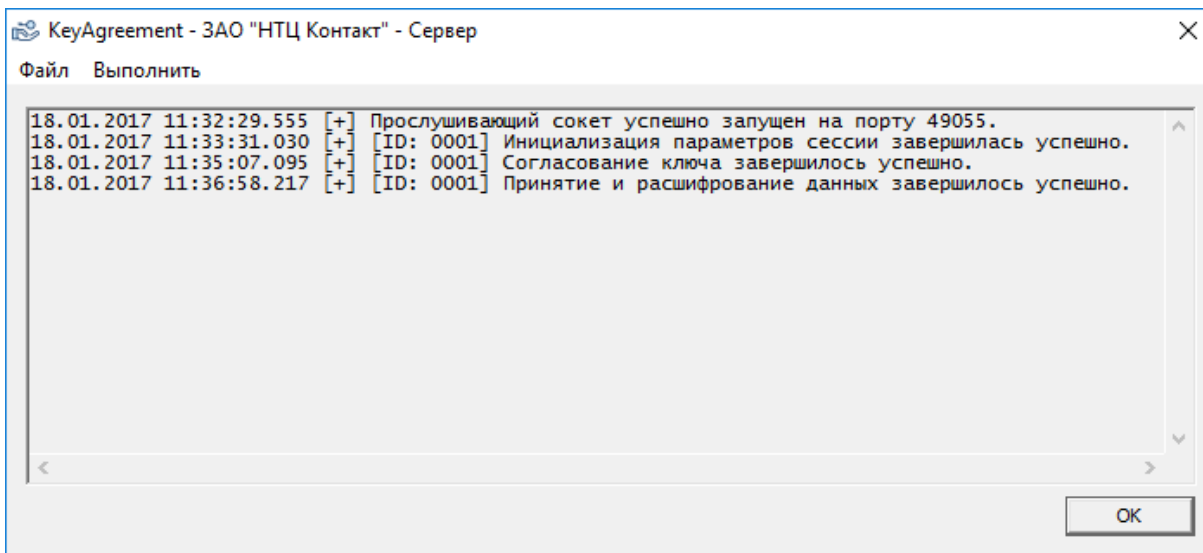 KeyAgreement - ЗАО "НТЦ Контакт" - Сервер
Файл Выполнить
18.01.2017 11:32:29.555 [+] Прослушивающий сокет успешно запущен на порту 49055.
18.01.2017 11:33:31.030 [+] [ID: 0001] Инициализация параметров сессии завершилась успешно.
18.01.2017 11:35:07.095 [+] [ID: 0001] Согласование ключа завершилось успешно.
18.01.2017 11:36:58.217 [+] [ID: 0001] Принятие и расшифрование данных завершилось успешно.
OK